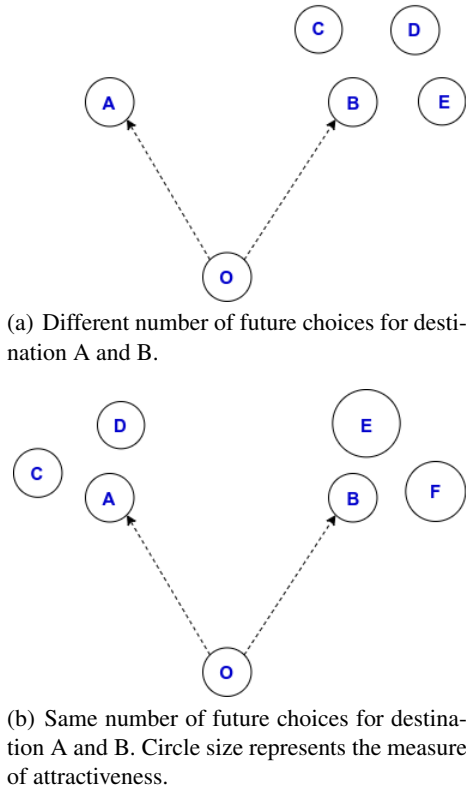 C D
A B E
O
(a) Different number of future choices for desti-
nation A and B.
D E
C A B F
O
(b) Same number of future choices for destina-
tion A and B. Circle size represents the measure
of attractiveness.